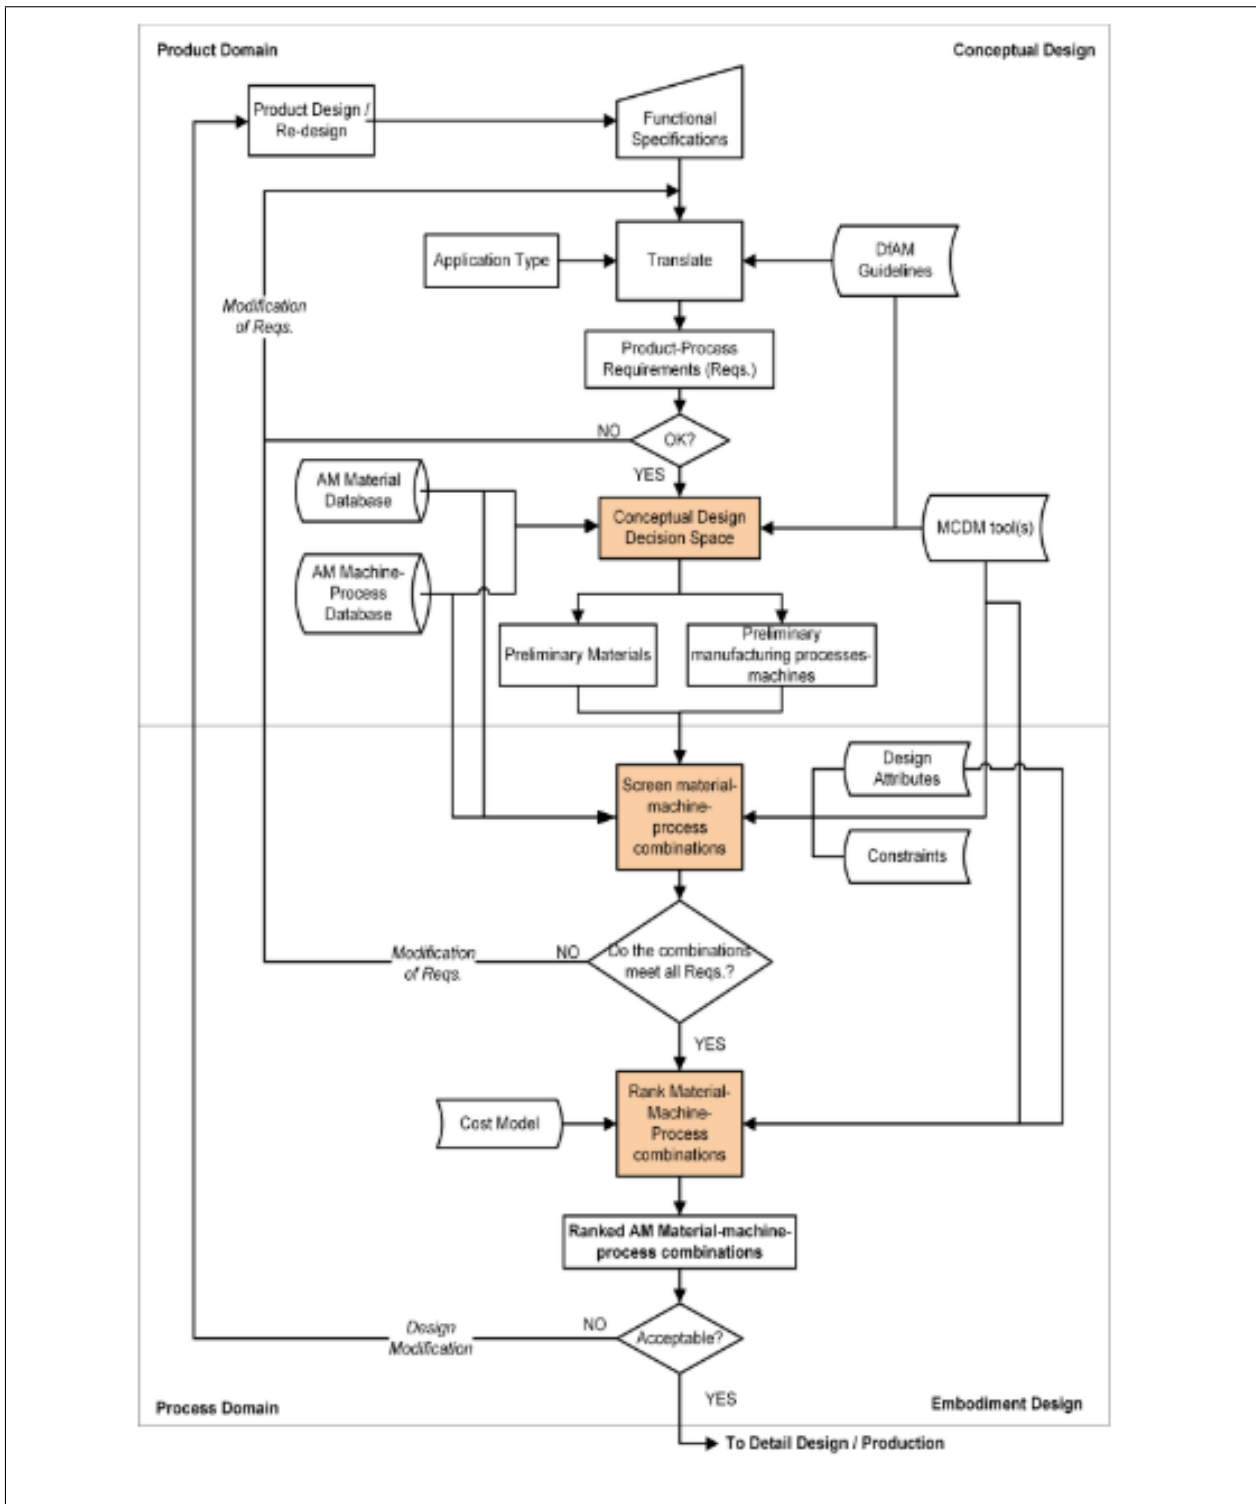 Product Domain
Conceptual Design
Product Design /
Re-design
Functional
Specifications
Application Type
Translate
DfAM
Guidelines
Modification
of Reqs.
Product-Process
Requirements (Reqs.)
NO
OK?
YES
AM Material
Database
Conceptual Design
Decision Space
MCDM tool(s)
AM Machine-
Process
Database
Preliminary Materials
Preliminary
manufacturing processes-
machines
Design
Attributes
Screen material-
machine-
process
combinations
Constraints
Modification
of Reqs.
NO
Do the combinations
meet all Reqs.?
YES
Cost Model
Rank Material-
Machine-
Process
combinations
Ranked AM Material-machine-
process combinations
Design
Modification
NO
Acceptable?
YES
Process Domain
Embodiment Design
To Detail Design / Production